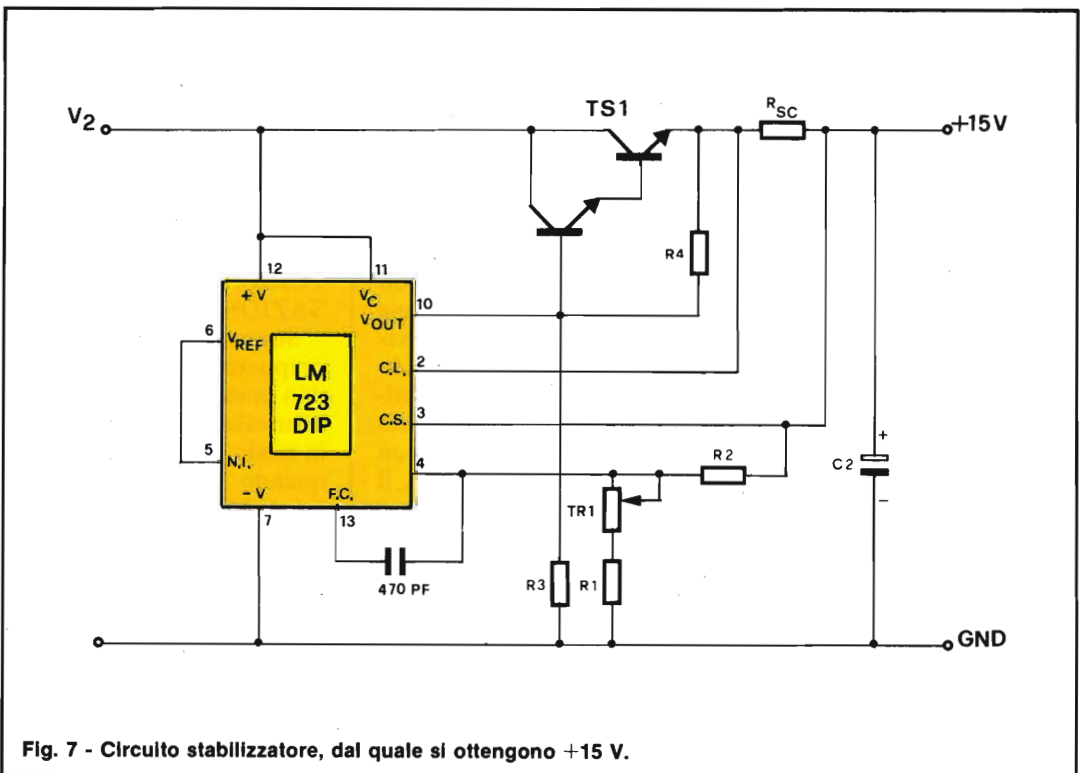 V2
TS1
RSC
+15V
12
11
+V
VC
10
VOUT
R4
6
VREF
2
C.L.
LM
723
DIP
3
C.S.
R2
5
N.I.
4
C2
+
−
−V
F.C.
TR1
7
13
470 PF
R3
R1
GND
Fig. 7 - Circuito stabilizzatore, dal quale si ottengono +15 V.